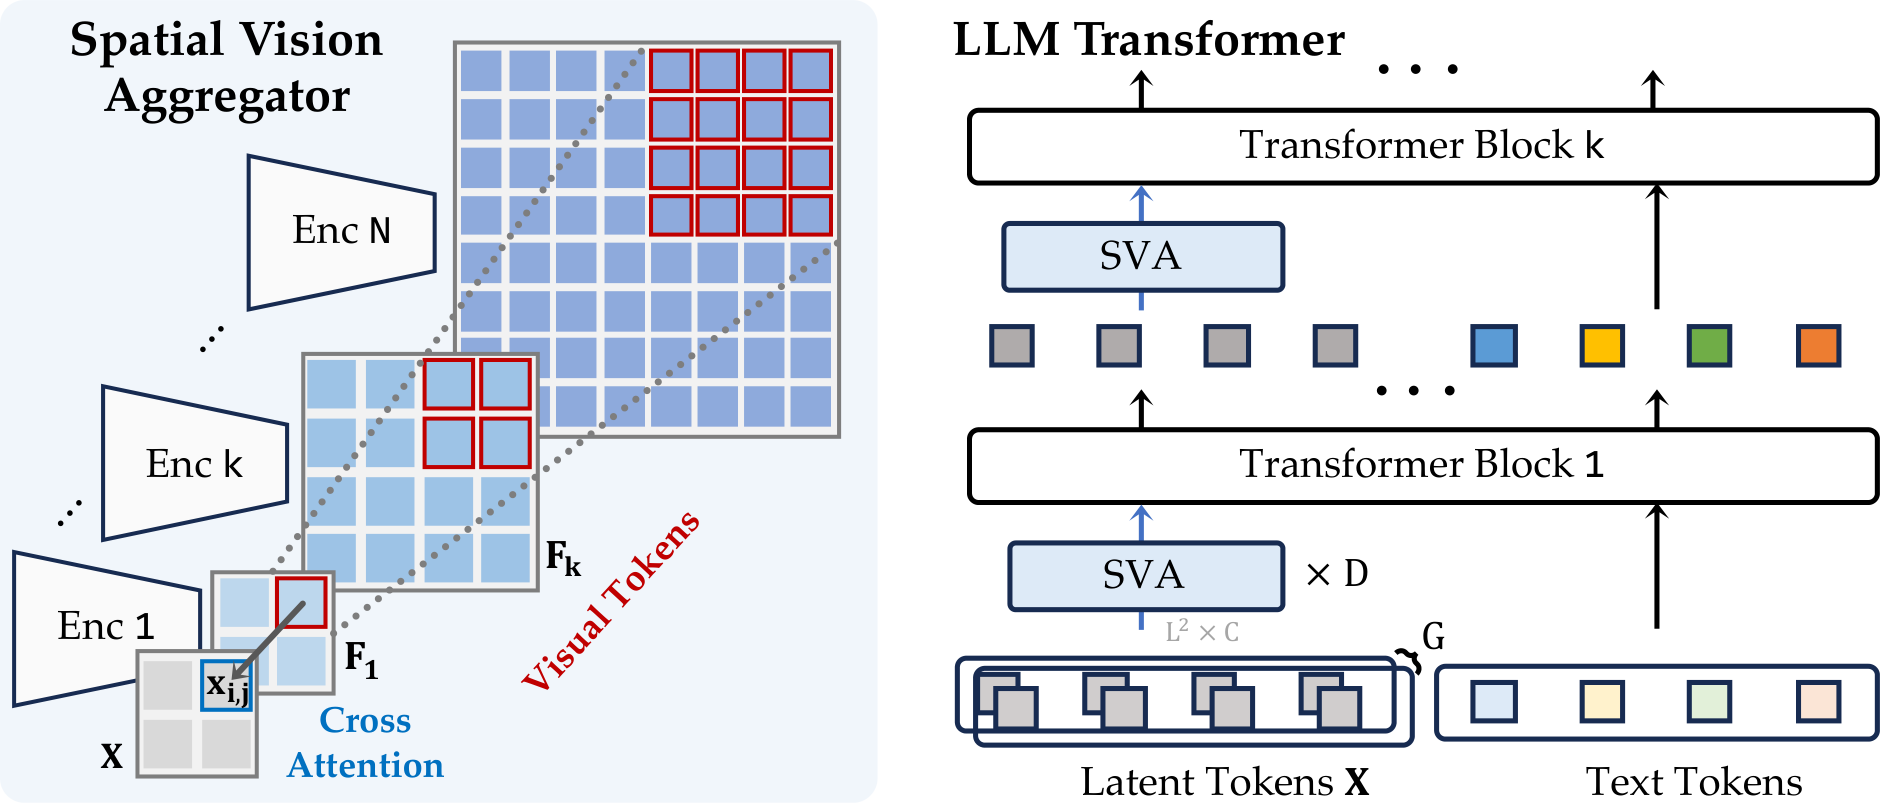 Spatial Vision
Aggregator
Enc N
Enc k
Enc 1
F_k
F_1
x_{i,j}
X
Cross
Attention
Visual Tokens
LLM Transformer
. . .
Transformer Block k
SVA
. . .
Transformer Block 1
SVA
× D
L² × C
G
Latent Tokens X
Text Tokens